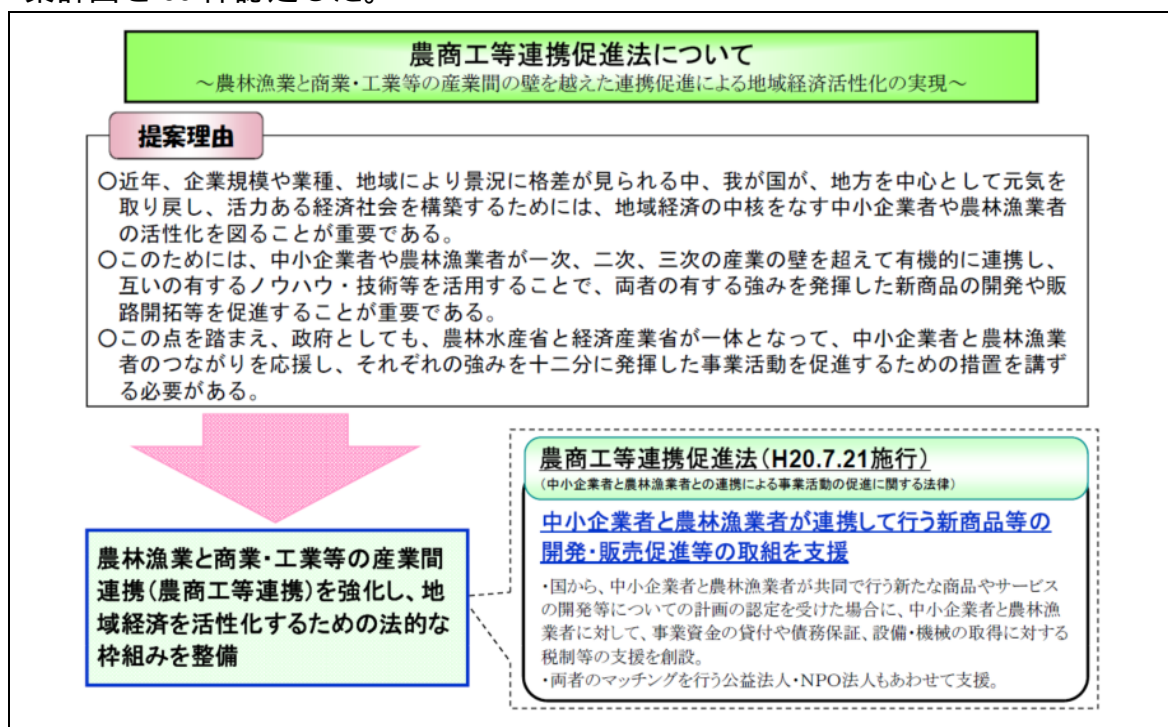 農商工等連携促進法について
～農林漁業と商業・工業等の産業間の壁を越えた連携促進による地域経済活性化の実現～
提案理由
○近年、企業規模や業種、地域により景況に格差が見られる中、我が国が、地方を中心として元気を
取り戻し、活力ある経済社会を構築するためには、地域経済の中核をなす中小企業者や農林漁業者
の活性化を図ることが重要である。
○このためには、中小企業者や農林漁業者が一次、二次、三次の産業の壁を超えて有機的に連携し、
互いの有するノウハウ・技術等を活用することで、両者の有する強みを発揮した新商品の開発や販
路開拓等を促進することが重要である。
○この点を踏まえ、政府としても、農林水産省と経済産業省が一体となって、中小企業者と農林漁業
者のつながりを応援し、それぞれの強みを十二分に発揮した事業活動を促進するための措置を講ず
る必要がある。
農林漁業と商業・工業等の産業間
連携(農商工等連携)を強化し、地
域経済を活性化するための法的な
枠組みを整備
農商工等連携促進法(H20.7.21施行)
(中小企業者と農林漁業者との連携による事業活動の促進に関する法律)
中小企業者と農林漁業者が連携して行う新商品等の
開発・販売促進等の取組を支援
・国から、中小企業者と農林漁業者が共同で行う新たな商品やサービス
の開発等についての計画の認定を受けた場合に、中小企業者と農林漁
業者に対して、事業資金の貸付や債務保証、設備・機械の取得に対する
税制等の支援を創設。
・両者のマッチングを行う公益法人・NPO法人もあわせて支援。